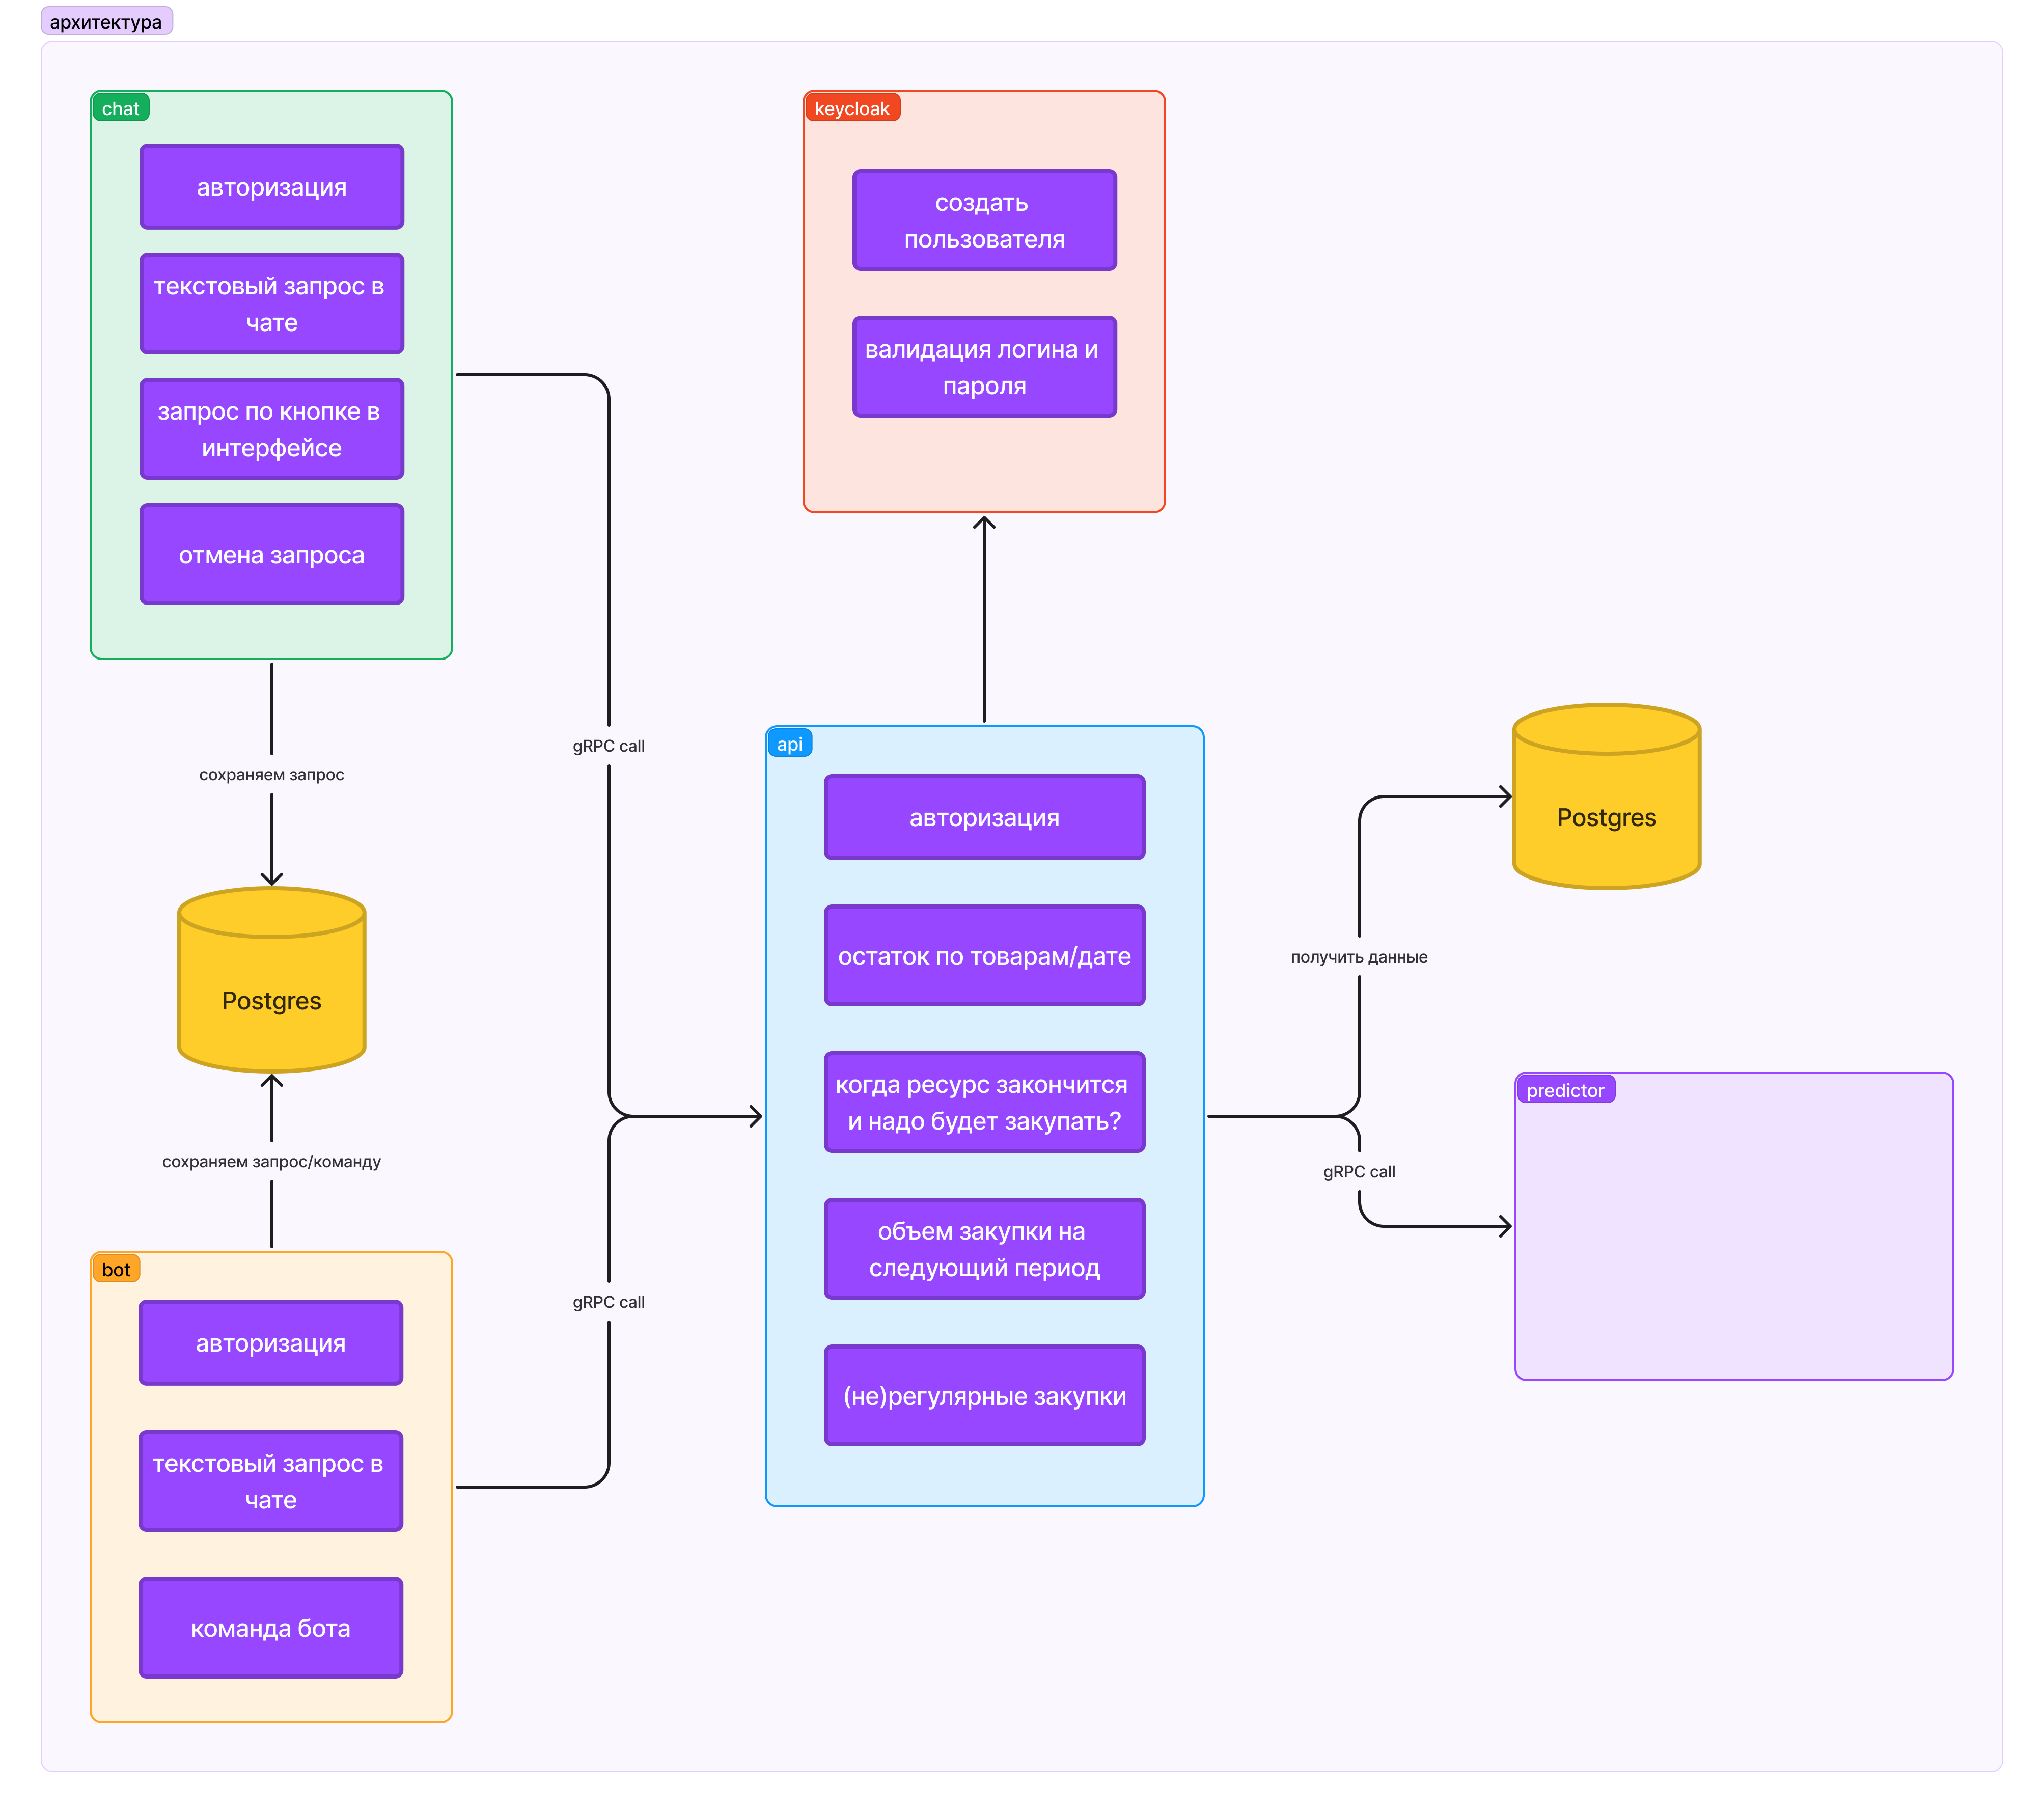 архитектура
chat
авторизация
текстовый запрос в
чате
запрос по кнопке в
интерфейсе
отмена запроса
keycloak
создать
пользователя
валидация логина и
пароля
gRPC call
сохраняем запрос
Postgres
сохраняем запрос/команду
bot
авторизация
текстовый запрос в
чате
команда бота
gRPC call
api
авторизация
остаток по товарам/дате
когда ресурс закончится
и надо будет закупать?
объем закупки на
следующий период
(не)регулярные закупки
Postgres
получить данные
gRPC call
predictor